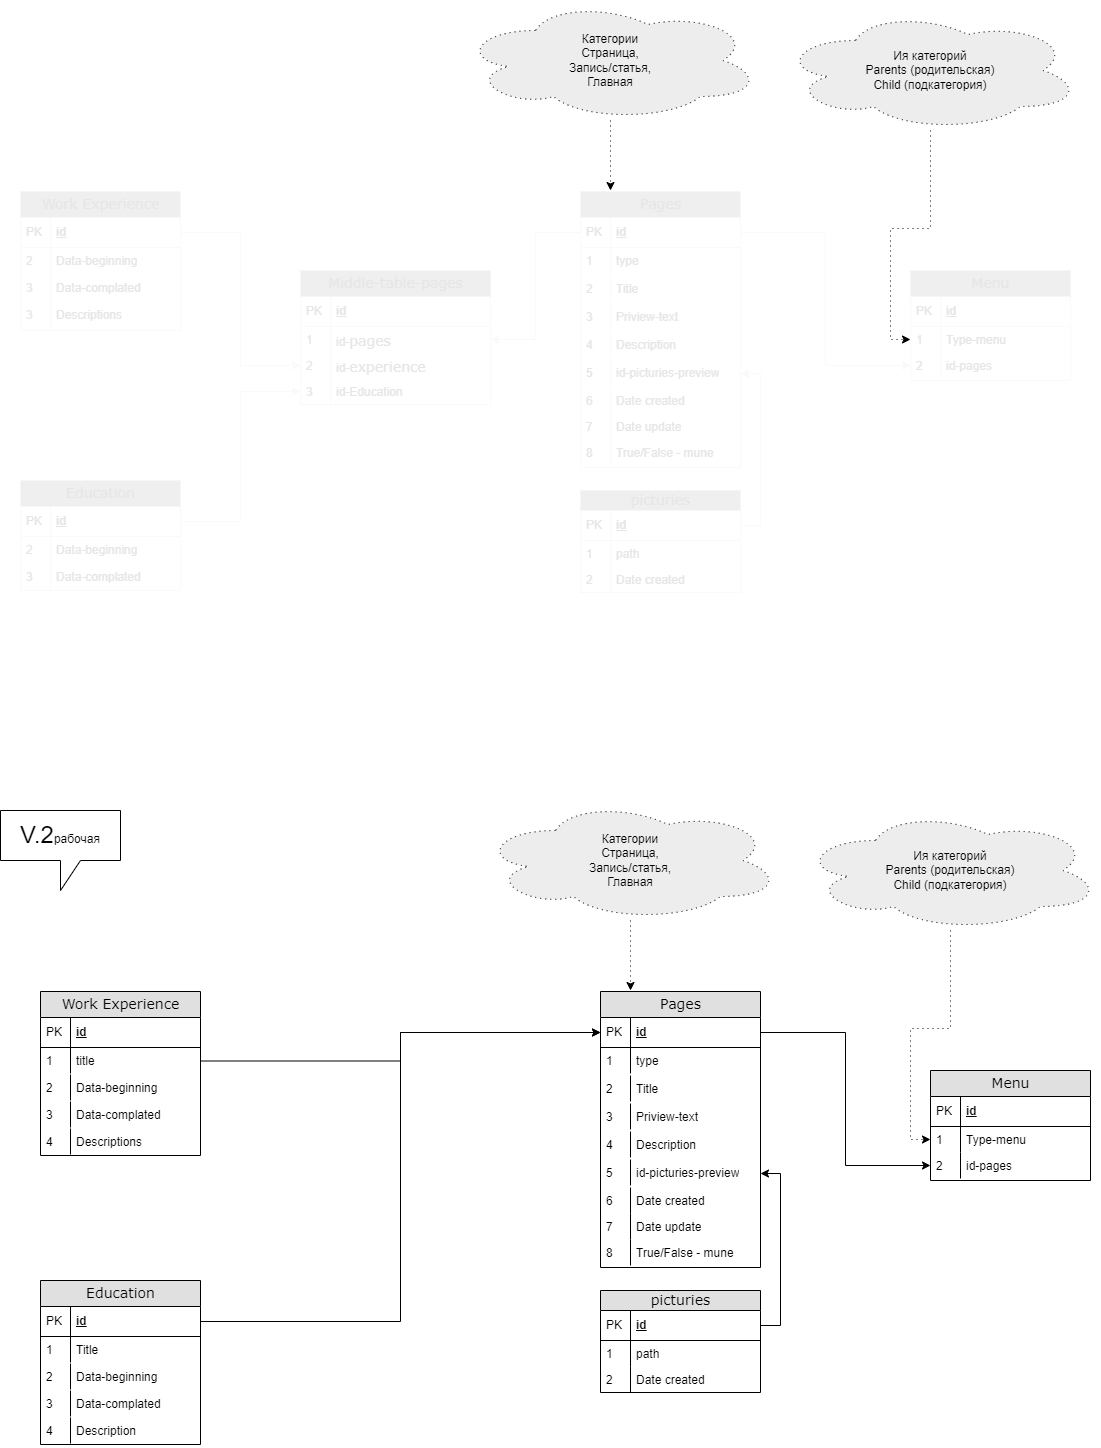 Категории
Страница,
Запись/статья,
Главная
Ия категорий
Parents (родительская)
Child (подкатегория)
Work Experience
PK id
2 Data-beginning
3 Data-complated
3 Descriptions
Middle-table-pages
PK id
1 id-pages
2 id-experience
3 id-Education
Pages
PK id
1 type
2 Title
3 Priview-text
4 Description
5 id-picturies-preview
6 Date created
7 Date update
8 True/False - mune
Menu
PK id
1 Type-menu
2 id-pages
Education
PK id
2 Data-beginning
3 Data-complated
picturies
PK id
1 path
2 Date created
V.2рабочая
Категории
Страница,
Запись/статья,
Главная
Ия категорий
Parents (родительская)
Child (подкатегория)
Work Experience
PK id
1 title
2 Data-beginning
3 Data-complated
4 Descriptions
Pages
PK id
1 type
2 Title
3 Priview-text
4 Description
5 id-picturies-preview
6 Date created
7 Date update
8 True/False - mune
Menu
PK id
1 Type-menu
2 id-pages
Education
PK id
1 Title
2 Data-beginning
3 Data-complated
4 Description
picturies
PK id
1 path
2 Date created